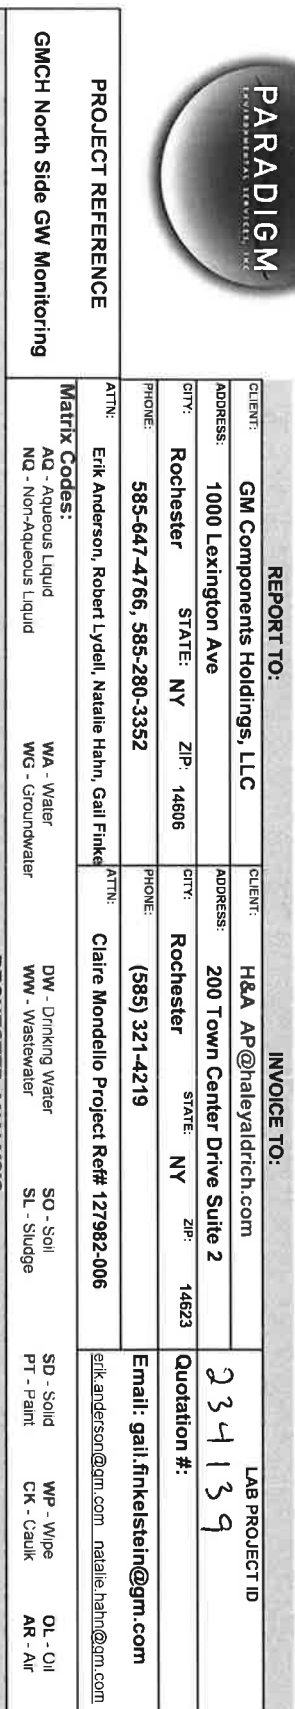 PARADIGM
ENVIRONMENTAL SERVICES, INC
REPORT TO:
INVOICE TO:
CLIENT: GM Components Holdings, LLC
CLIENT: H&A AP@haleyaldrich.com
LAB PROJECT ID
ADDRESS: 1000 Lexington Ave
ADDRESS: 200 Town Center Drive Suite 2
234139
CITY: Rochester STATE: NY ZIP: 14606
CITY: Rochester STATE: NY ZIP: 14623
Quotation #:
PHONE: 585-647-4766, 585-280-3352
PHONE: (585) 321-4219
Email: gail.finkelstein@gm.com
PROJECT REFERENCE
ATTN: Erik Anderson, Robert Lydell, Natalie Hahn, Gail Finke
ATTN: Claire Mondello Project Ref# 127982-006
erik.anderson@gm.com natalie.hahn@gm.com
GMCH North Side GW Monitoring
Matrix Codes:
AQ - Aqueous Liquid WA - Water DW - Drinking Water SO - Soil SD - Solid WP - Wipe OL - Oil
NQ - Non-Aqueous Liquid WG - Groundwater WW - Wastewater SL - Sludge PT - Paint CK - Caulk AR - Air